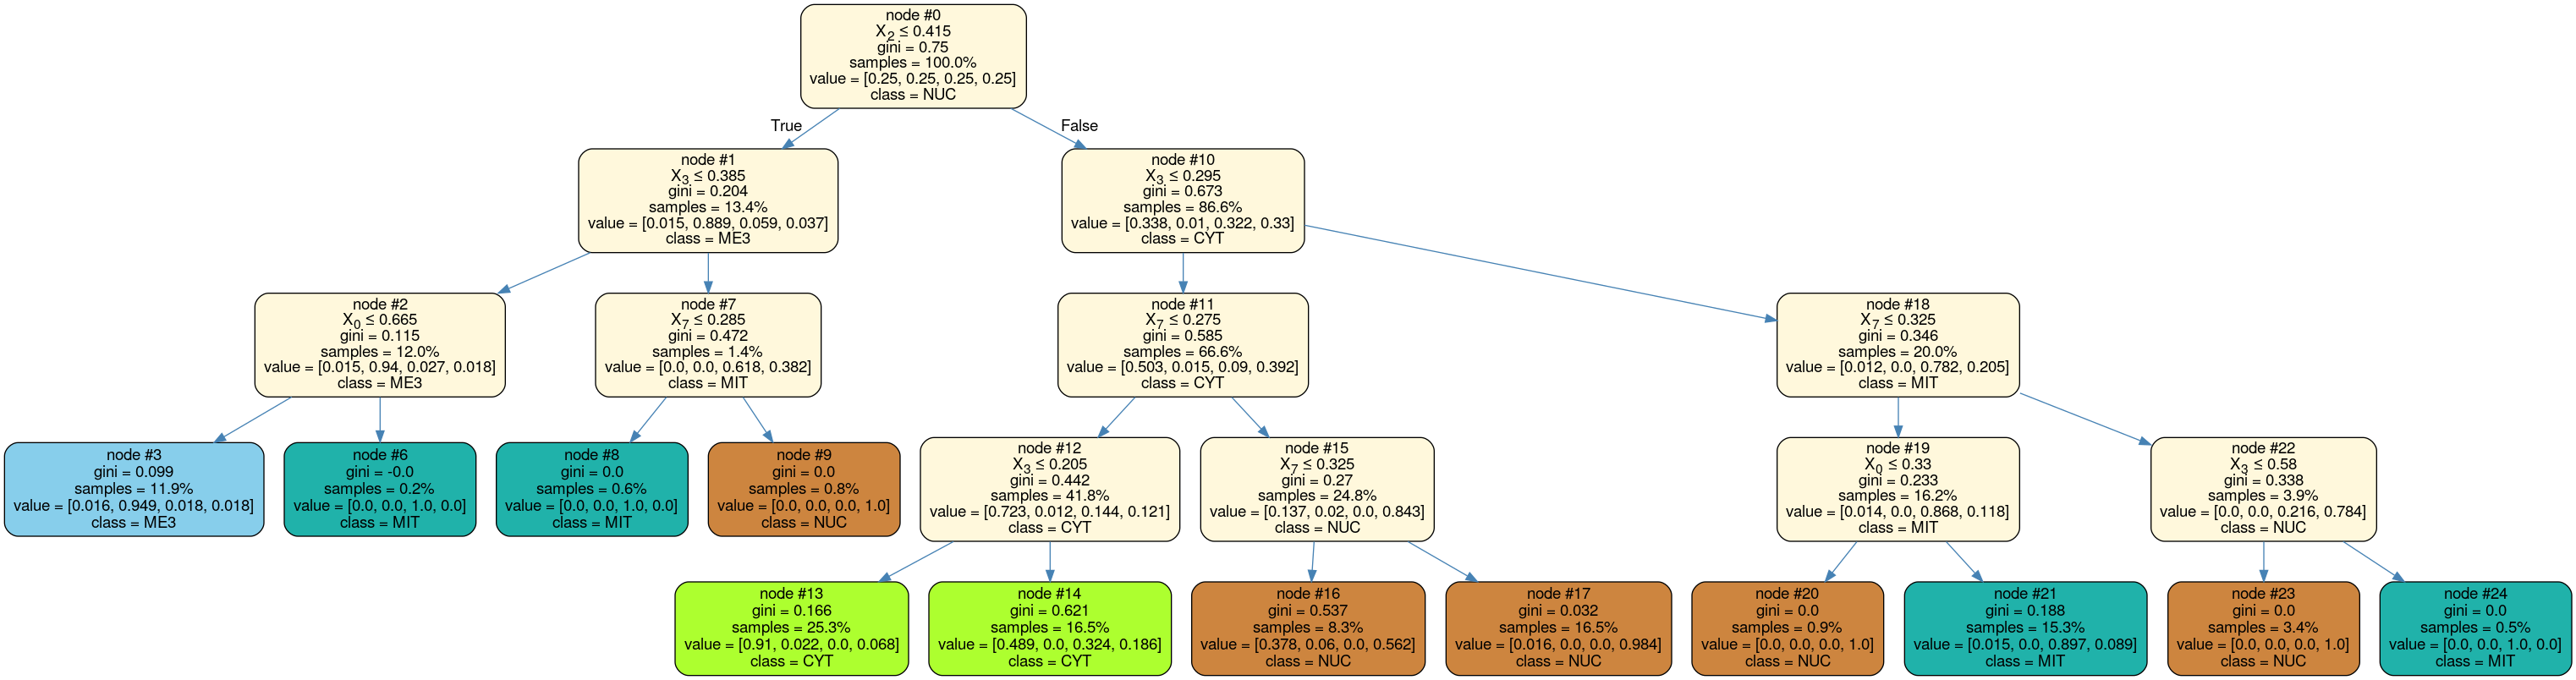 node #0
X2 ≤ 0.415
gini = 0.75
samples = 100.0%
value = [0.25, 0.25, 0.25, 0.25]
class = NUC
True
False
node #1
X3 ≤ 0.385
gini = 0.204
samples = 13.4%
value = [0.015, 0.889, 0.059, 0.037]
class = ME3
node #10
X3 ≤ 0.295
gini = 0.673
samples = 86.6%
value = [0.338, 0.01, 0.322, 0.33]
class = CYT
node #2
X0 ≤ 0.665
gini = 0.115
samples = 12.0%
value = [0.015, 0.94, 0.027, 0.018]
class = ME3
node #7
X7 ≤ 0.285
gini = 0.472
samples = 1.4%
value = [0.0, 0.0, 0.618, 0.382]
class = MIT
node #11
X7 ≤ 0.275
gini = 0.585
samples = 66.6%
value = [0.503, 0.015, 0.09, 0.392]
class = CYT
node #18
X7 ≤ 0.325
gini = 0.346
samples = 20.0%
value = [0.012, 0.0, 0.782, 0.205]
class = MIT
node #3
gini = 0.099
samples = 11.9%
value = [0.016, 0.949, 0.018, 0.018]
class = ME3
node #6
gini = -0.0
samples = 0.2%
value = [0.0, 0.0, 1.0, 0.0]
class = MIT
node #8
gini = 0.0
samples = 0.6%
value = [0.0, 0.0, 1.0, 0.0]
class = MIT
node #9
gini = 0.0
samples = 0.8%
value = [0.0, 0.0, 0.0, 1.0]
class = NUC
node #12
X3 ≤ 0.205
gini = 0.442
samples = 41.8%
value = [0.723, 0.012, 0.144, 0.121]
class = CYT
node #15
X7 ≤ 0.325
gini = 0.27
samples = 24.8%
value = [0.137, 0.02, 0.0, 0.843]
class = NUC
node #19
X0 ≤ 0.33
gini = 0.233
samples = 16.2%
value = [0.014, 0.0, 0.868, 0.118]
class = MIT
node #22
X3 ≤ 0.58
gini = 0.338
samples = 3.9%
value = [0.0, 0.0, 0.216, 0.784]
class = NUC
node #13
gini = 0.166
samples = 25.3%
value = [0.91, 0.022, 0.0, 0.068]
class = CYT
node #14
gini = 0.621
samples = 16.5%
value = [0.489, 0.0, 0.324, 0.186]
class = CYT
node #16
gini = 0.537
samples = 8.3%
value = [0.378, 0.06, 0.0, 0.562]
class = NUC
node #17
gini = 0.032
samples = 16.5%
value = [0.016, 0.0, 0.0, 0.984]
class = NUC
node #20
gini = 0.0
samples = 0.9%
value = [0.0, 0.0, 0.0, 1.0]
class = NUC
node #21
gini = 0.188
samples = 15.3%
value = [0.015, 0.0, 0.897, 0.089]
class = MIT
node #23
gini = 0.0
samples = 3.4%
value = [0.0, 0.0, 0.0, 1.0]
class = NUC
node #24
gini = 0.0
samples = 0.5%
value = [0.0, 0.0, 1.0, 0.0]
class = MIT